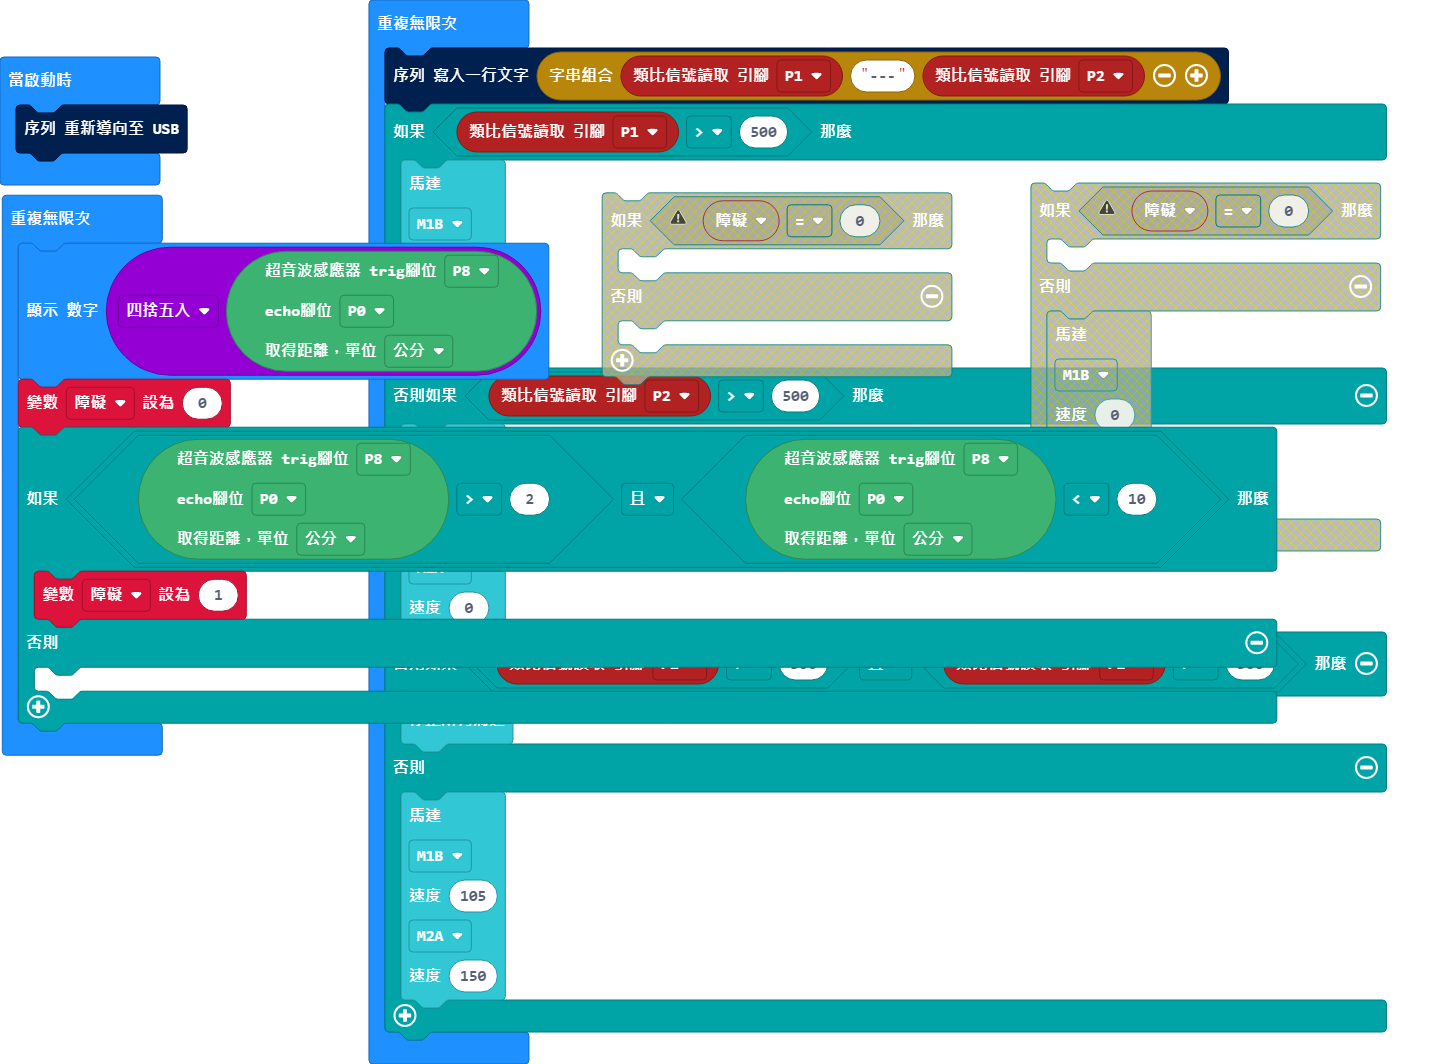 當啟動時
序列 重新導向至 USB
重複無限次
顯示 數字 四捨五入 超音波感應器 trig腳位 P8
echo腳位 P0
取得距離，單位 公分
變數 障礙 設為 0
如果 超音波感應器 trig腳位 P8 echo腳位 P0 取得距離，單位 公分 > 2 且 超音波感應器 trig腳位 P8 echo腳位 P0 取得距離，單位 公分 < 10 那麼
變數 障礙 設為 1
否則
重複無限次
序列 寫入一行文字 字串組合 類比信號讀取 引腳 P1 "---" 類比信號讀取 引腳 P2
如果 類比信號讀取 引腳 P1 > 500 那麼
馬達
M1B
否則如果 類比信號讀取 引腳 P2 > 500 那麼
速度 0
那麼
否則
馬達
M1B
速度 105
M2A
速度 150
如果 障礙 = 0 那麼
否則
如果 障礙 = 0 那麼
否則
馬達
M1B
速度 0